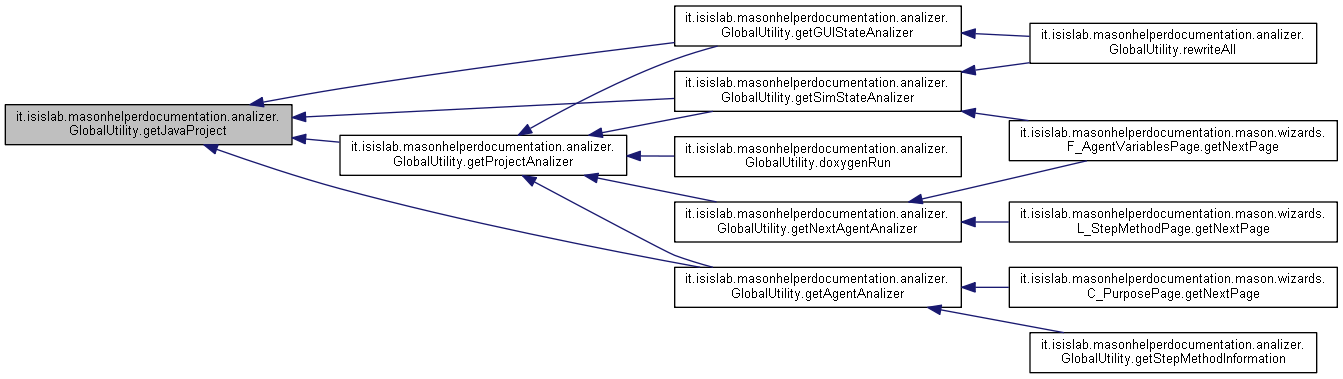 it.isislab.masonhelperdocumentation.analizer.
GlobalUtility.getJavaProject
it.isislab.masonhelperdocumentation.analizer.
GlobalUtility.getProjectAnalizer
it.isislab.masonhelperdocumentation.analizer.
GlobalUtility.getGUIStateAnalizer
it.isislab.masonhelperdocumentation.analizer.
GlobalUtility.getSimStateAnalizer
it.isislab.masonhelperdocumentation.analizer.
GlobalUtility.doxygenRun
it.isislab.masonhelperdocumentation.analizer.
GlobalUtility.getNextAgentAnalizer
it.isislab.masonhelperdocumentation.analizer.
GlobalUtility.getAgentAnalizer
it.isislab.masonhelperdocumentation.analizer.
GlobalUtility.rewriteAll
it.isislab.masonhelperdocumentation.mason.wizards.
F_AgentVariablesPage.getNextPage
it.isislab.masonhelperdocumentation.mason.wizards.
L_StepMethodPage.getNextPage
it.isislab.masonhelperdocumentation.mason.wizards.
C_PurposePage.getNextPage
it.isislab.masonhelperdocumentation.analizer.
GlobalUtility.getStepMethodInformation